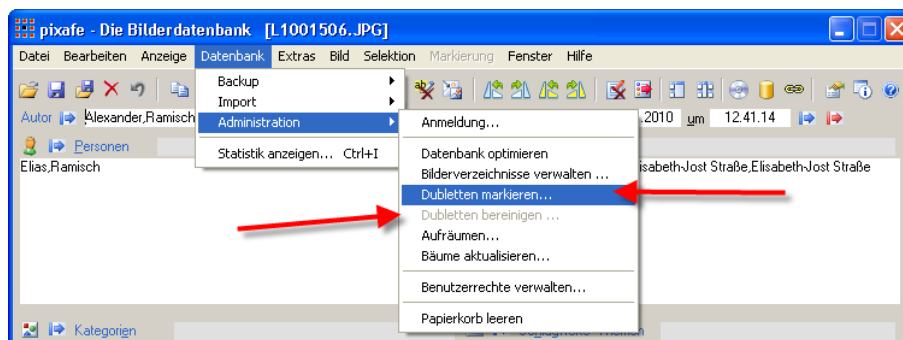 pixafe - Die Bilderdatenbank [L1001506.JPG]
Datei Bearbeiten Anzeige Datenbank Extras Bild Selektion Markierung Fenster Hilfe
Backup
Import
Administration
Statistik anzeigen... Ctrl+I
Anmeldung...
Datenbank optimieren
Bilderverzeichnisse verwalten ...
Dubletten markieren...
Dubletten bereinigen ...
Aufräumen...
Bäume aktualisieren...
Benutzerrechte verwalten...
Papierkorb leeren
Autor Alexander,Ramisch
.2010 um 12.41.14
Personen
Elias,Ramisch
isabeth-Jost Straße,Elisabeth-Jost Straße
Kategorien